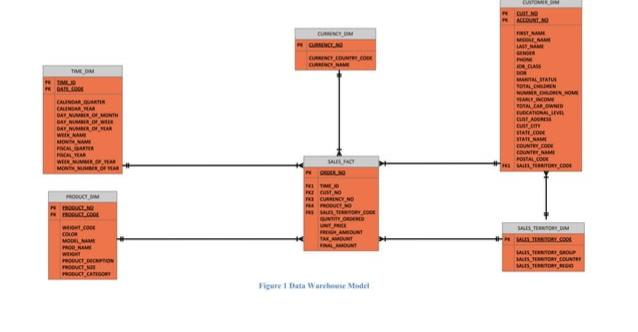 CUSTOMER_DIM
PK CUST_NO
PK ACCOUNT_NO
FIRST_NAME
MIDDLE_NAME
LAST_NAME
GENDER
PHONE
JOB_CLASS
DOB
MARITAL_STATUS
TOTAL_CHILDREN
NUMBER_CHILDREN_HOME
YEARLY_INCOME
TOTAL_CAR_OWNED
EUDCATIONAL_LEVEL
CUST_ADDRESS
CUST_CITY
STATE_CODE
STATE_NAME
COUNTRY_CODE
COUNTRY_NAME
POSTAL_CODE
FK1 SALES_TERRITORY_CODE
CURRENCY_DIM
PK CURRENCY_NO
CURRENCY_COUNTRY_CODE
CURRENCY_NAME
TIME_DIM
PK TIME_ID
PK DATE_CODE
CALENDAR_QUARTER
CALENDAR_YEAR
DAY_NUMBER_OF_MONTH
DAY_NUMBER_OF_WEEK
DAY_NUMBER_OF_YEAR
WEEK_NAME
MONTH_NAME
FISCAL_QUARTER
FISCAL_YEAR
WEEK_NUMBER_OF_YEAR
MONTH_NUMBER_OF YEAR
SALES_FACT
PK ORDER_NO
FK1 TIME_ID
FK2 CUST_NO
FK3 CURRENCY_NO
FK4 PRODUCT_NO
FK5 SALES_TERRITORY_CODE
QUNTITY_ORDERED
UNIT_PRICE
FREIGH_AMEOUNT
TAX_AMOUNT
FINAL_AMOUNT
PRODUCT_DIM
PK PRODUCT_NO
PK PRODUCT_CODE
WEIGHT_CODE
COLOR
MODEL_NAME
PROD_NAME
WEIGHT
PRODUCT_DECRIPTION
PRODUCT_SIZE
PRODUCT_CATEGORY
SALES_TERRITORY_DIM
PK SALES_TERRITORY_CODE
SALES_TERRITORY_GROUP
SALES_TERRITORY_COUNTRY
SALES_TERRITORY_REGIO
Figure 1 Data Warehouse Model